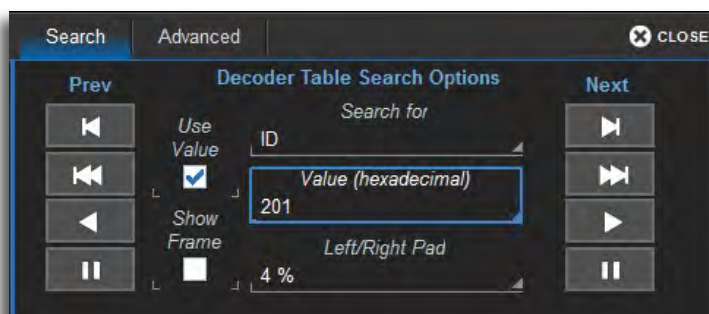 Search Advanced CLOSE
Prev Decoder Table Search Options Next
Search for
Use
Value
ID
Value (hexadecimal)
201
Show
Frame
Left/Right Pad
4 %